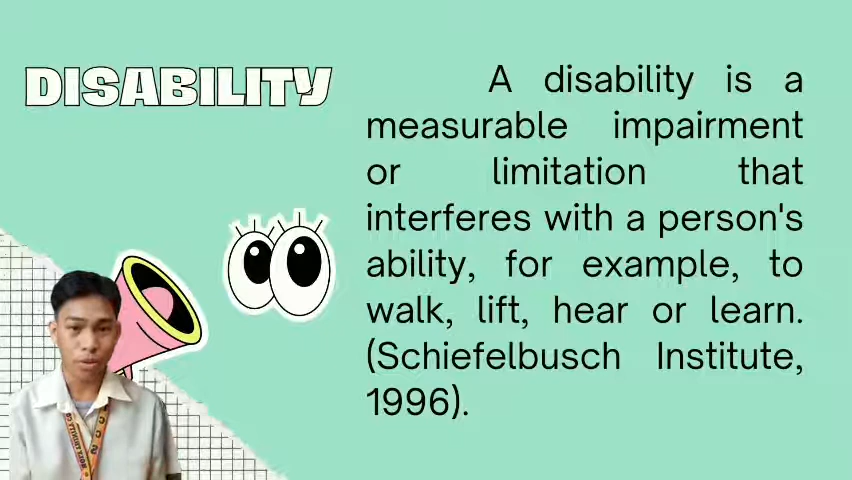 DISABILITY
A disability is a
measurable impairment
or limitation that
interferes with a person's
ability, for example, to
walk, lift, hear or learn.
(Schiefelbusch Institute,
1996).